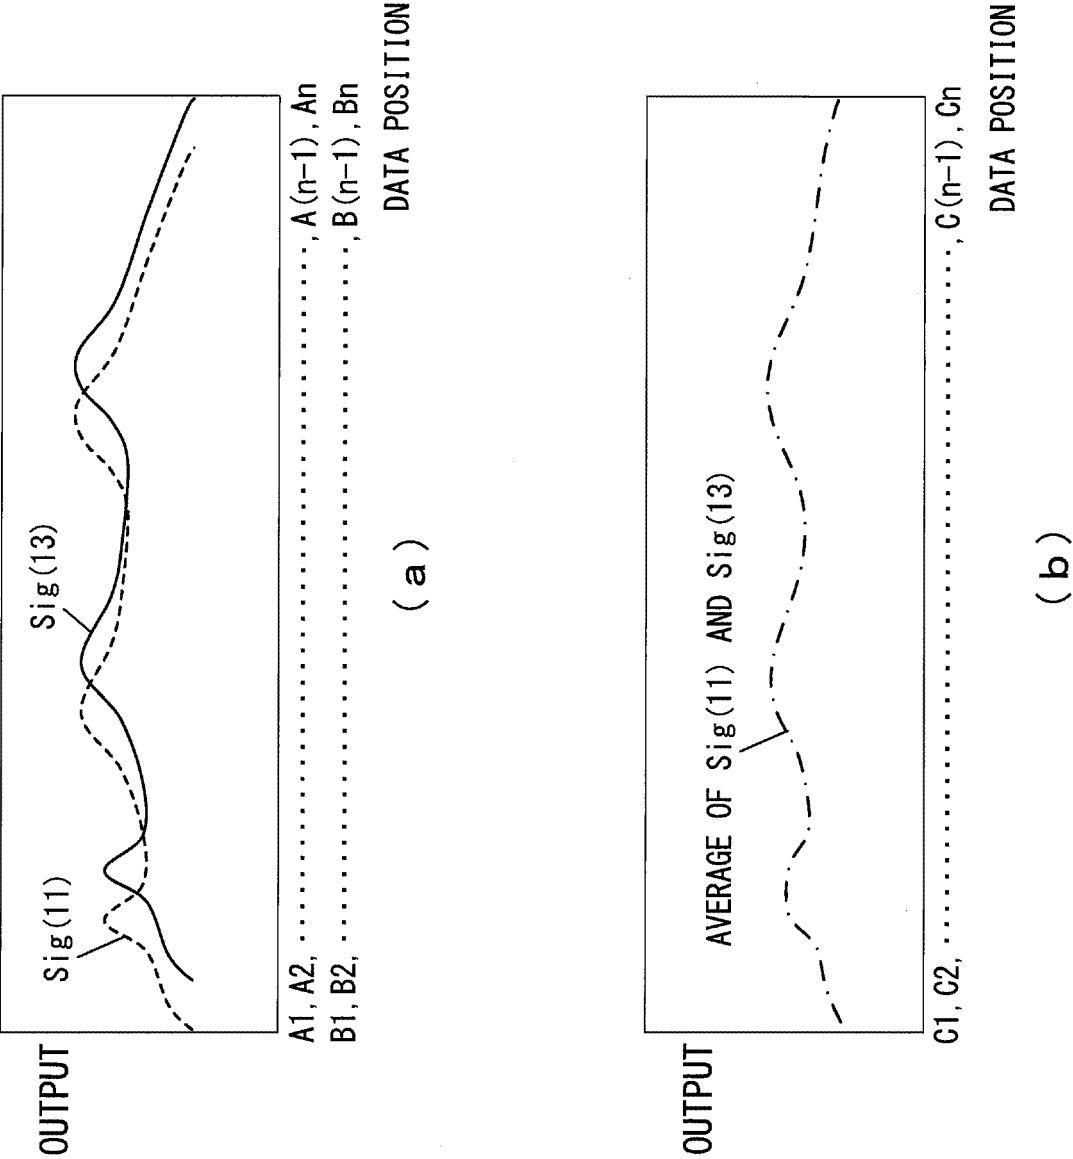 OUTPUT
Sig(11)
Sig(13)
A1, A2, ······················, A(n-1), An
B1, B2, ······················, B(n-1), Bn
DATA POSITION
(a)
OUTPUT
AVERAGE OF Sig(11) AND Sig(13)
C1, C2, ······················, C(n-1), Cn
DATA POSITION
(b)